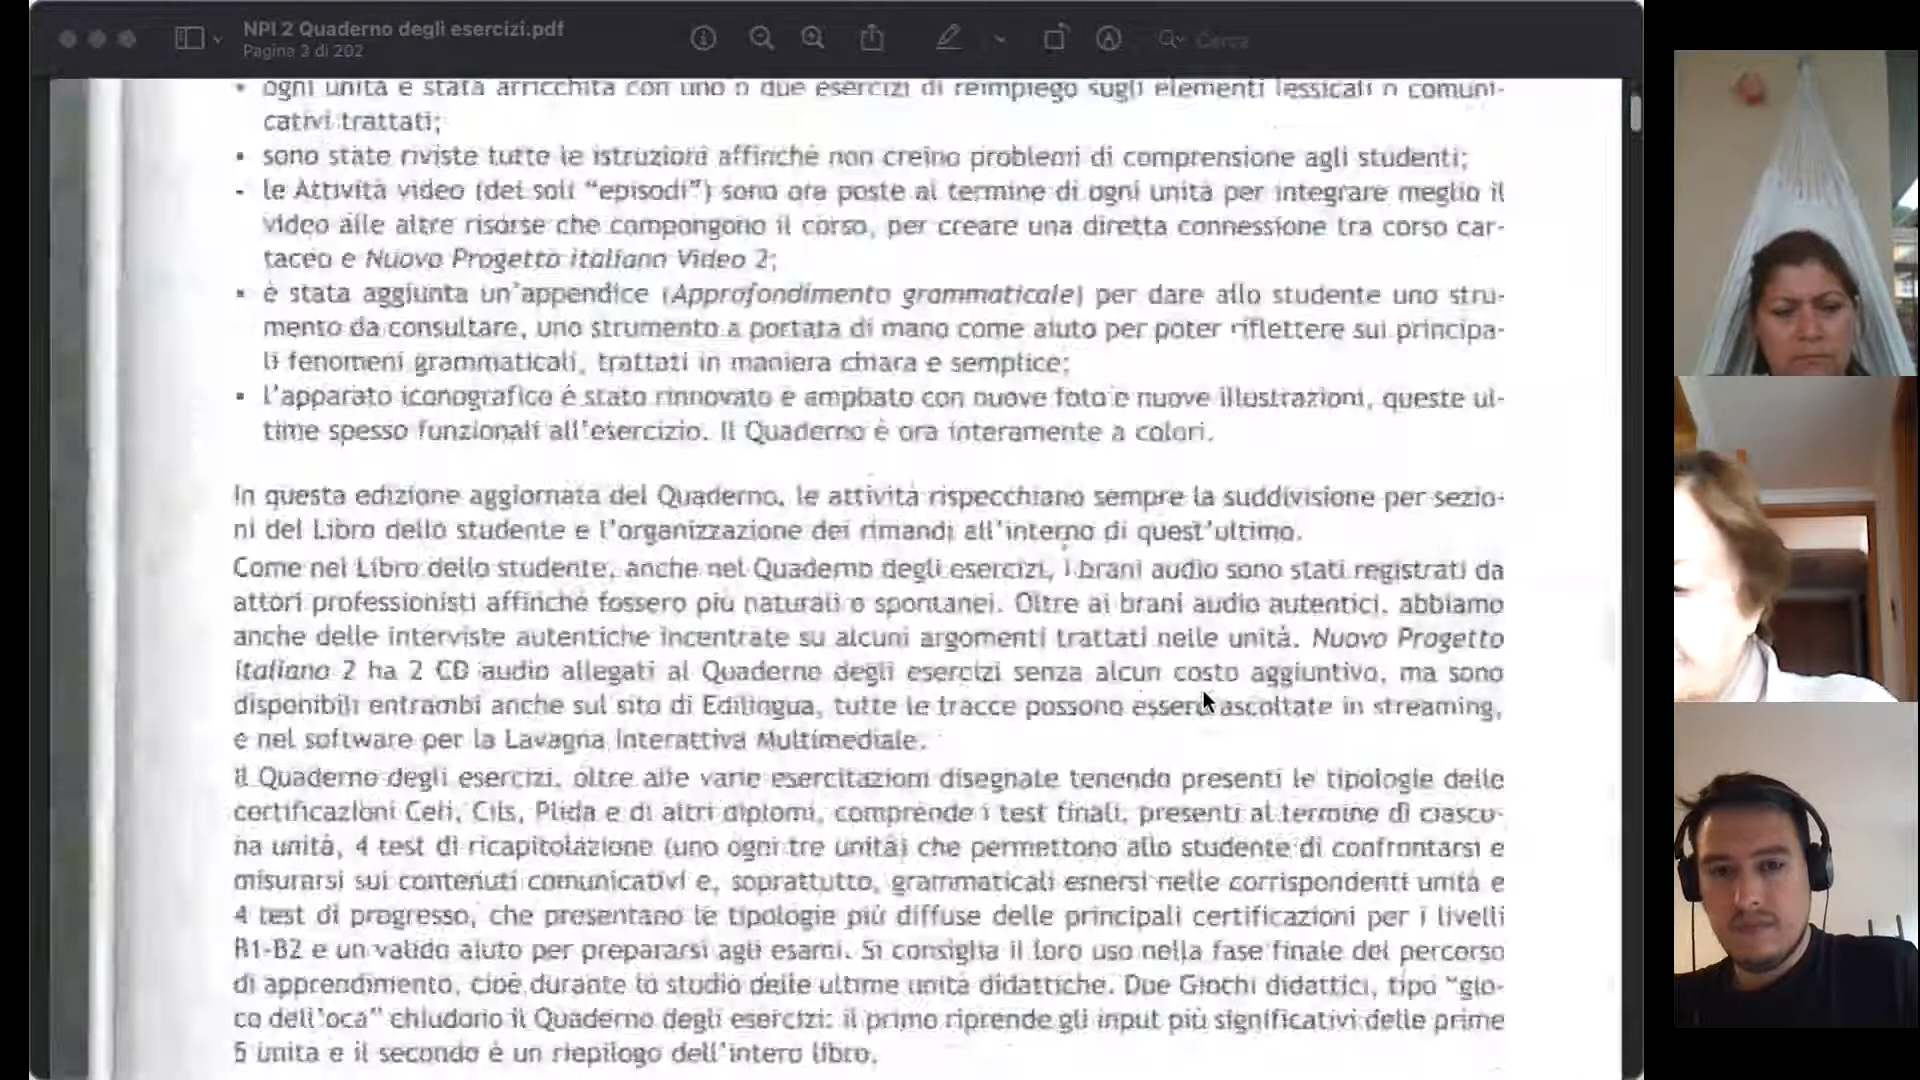 NPI 2 Quaderno degli esercizi.pdf
Pagina 3 di 202
Cerca
• ogni unità è stata arricchita con uno o due esercizi di reimpiego sugli elementi lessicali o comuni-
cativi trattati;
• sono state riviste tutte le istruzioni affinché non creino problemi di comprensione agli studenti;
• le Attività video (dei soli “episodi”) sono ora poste al termine di ogni unità per integrare meglio il
video alle altre risorse che compongono il corso, per creare una diretta connessione tra corso car-
taceo e Nuovo Progetto italiano Video 2;
• è stata aggiunta un'appendice (Approfondimento grammaticale) per dare allo studente uno stru-
mento da consultare, uno strumento a portata di mano come aiuto per poter riflettere sui principa-
li fenomeni grammaticali, trattati in maniera chiara e semplice;
• l'apparato iconografico è stato rinnovato e ampliato con nuove foto e nuove illustrazioni, queste ul-
time spesso funzionali all'esercizio. Il Quaderno è ora interamente a colori.
In questa edizione aggiornata del Quaderno, le attività rispecchiano sempre la suddivisione per sezio-
ni del Libro dello studente e l'organizzazione dei rimandi all'interno di quest'ultimo.
Come nel Libro dello studente, anche nel Quaderno degli esercizi, i brani audio sono stati registrati da
attori professionisti affinché fossero più naturali e spontanei. Oltre ai brani audio autentici, abbiamo
anche delle interviste autentiche incentrate su alcuni argomenti trattati nelle unità. Nuovo Progetto
italiano 2 ha 2 CD audio allegati al Quaderno degli esercizi senza alcun costo aggiuntivo, ma sono
disponibili entrambi anche sul sito di Edilingua, tutte le tracce possono essere ascoltate in streaming,
e nel software per la Lavagna Interattiva Multimediale.
Il Quaderno degli esercizi, oltre alle varie esercitazioni disegnate tenendo presenti le tipologie delle
certificazioni Celi, Cils, Plida e di altri diplomi, comprende i test finali, presenti al termine di ciascu-
na unità, 4 test di ricapitolazione (uno ogni tre unità) che permettono allo studente di confrontarsi e
misurarsi sui contenuti comunicativi e, soprattutto, grammaticali emersi nelle corrispondenti unità e
4 test di progresso, che presentano le tipologie più diffuse delle principali certificazioni per i livelli
B1-B2 e un valido aiuto per prepararsi agli esami. Si consiglia il loro uso nella fase finale del percorso
di apprendimento, cioè durante lo studio delle ultime unità didattiche. Due Giochi didattici, tipo “gio-
co dell'oca” chiudono il Quaderno degli esercizi: il primo riprende gli input più significativi delle prime
5 unità e il secondo è un riepilogo dell'intero libro.